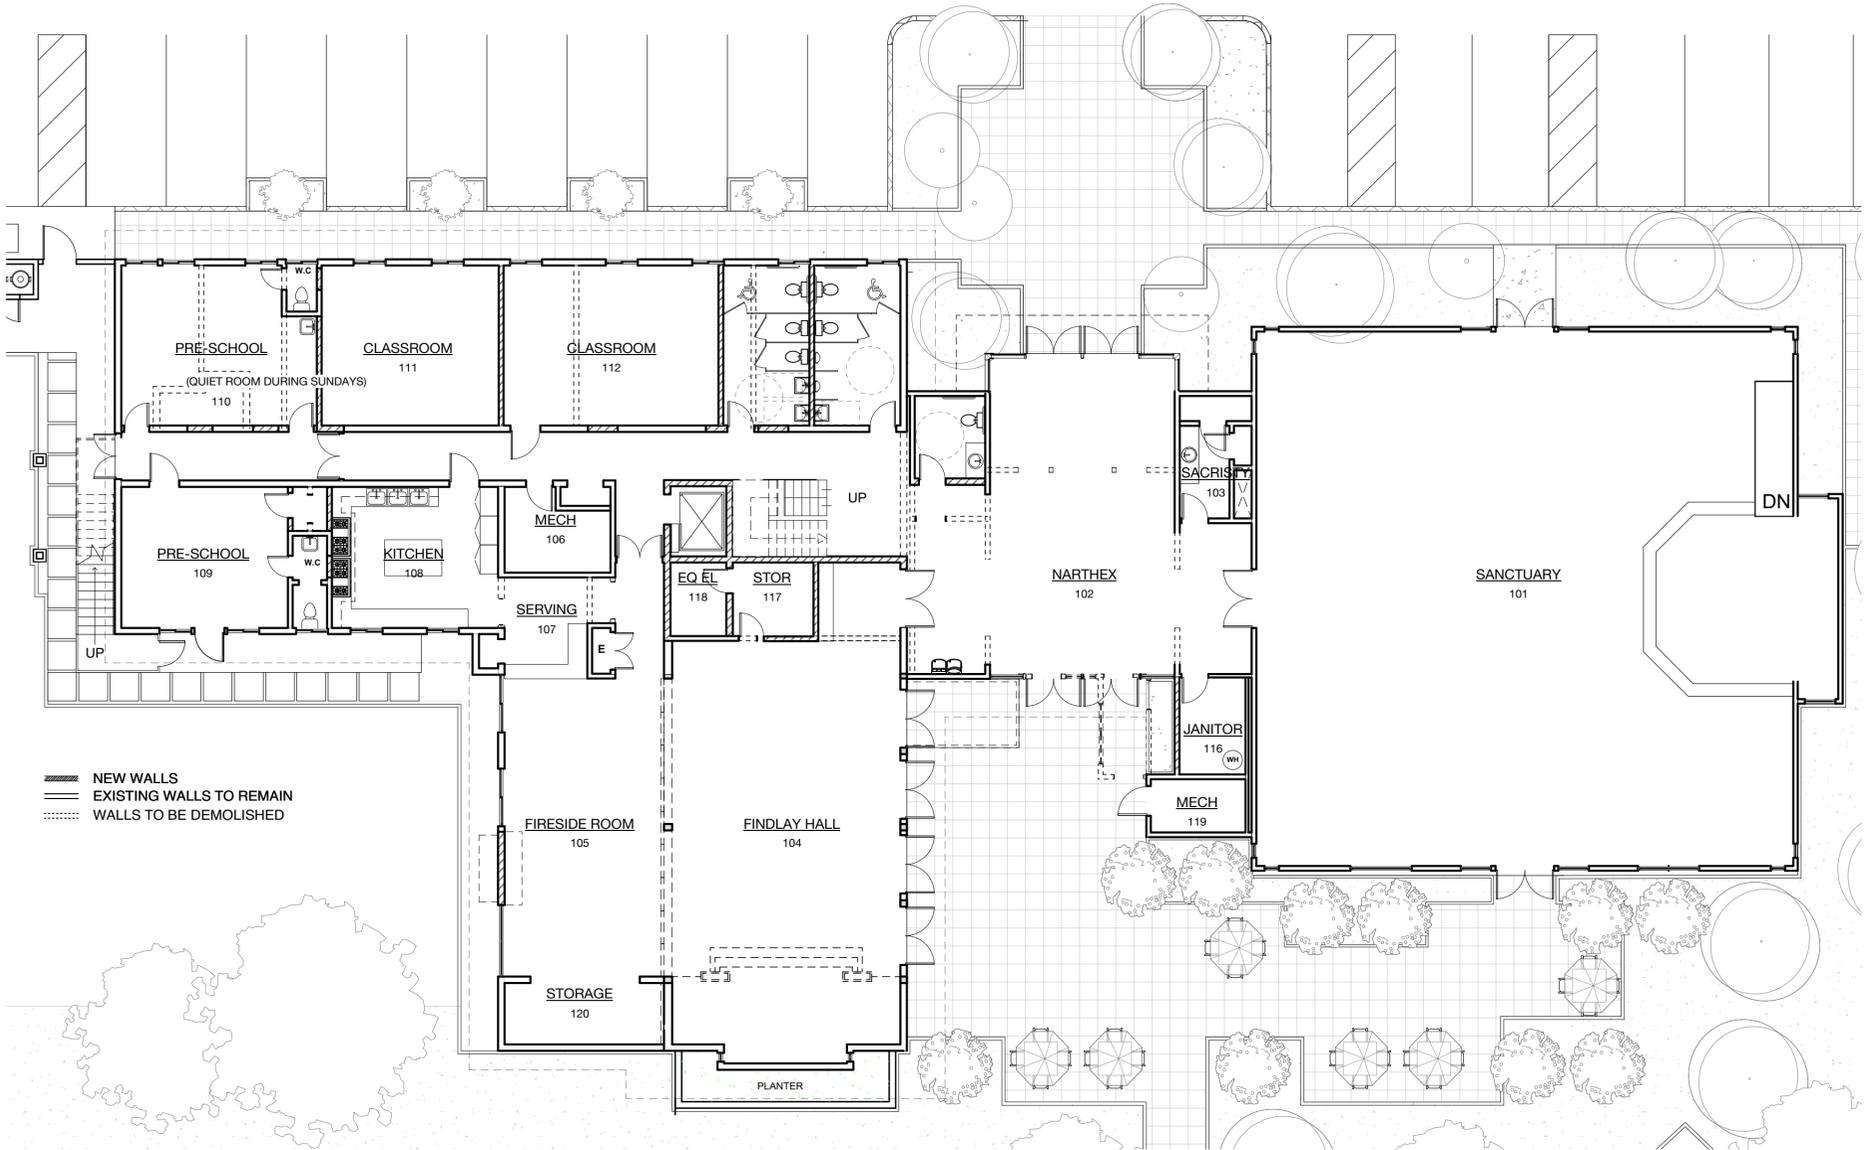 W.C
PRE-SCHOOL
(QUIET ROOM DURING SUNDAYS)
110
CLASSROOM
111
CLASSROOM
112
UP
SACRISTY
103
DN
PRE-SCHOOL
109
W.C
KITCHEN
108
MECH
106
EQ EL
118
STOR
117
NARTHEX
102
SANCTUARY
101
SERVING
107
E
UP
JANITOR
116
WH
MECH
119
NEW WALLS
EXISTING WALLS TO REMAIN
WALLS TO BE DEMOLISHED
FIRESIDE ROOM
105
FINDLAY HALL
104
STORAGE
120
PLANTER